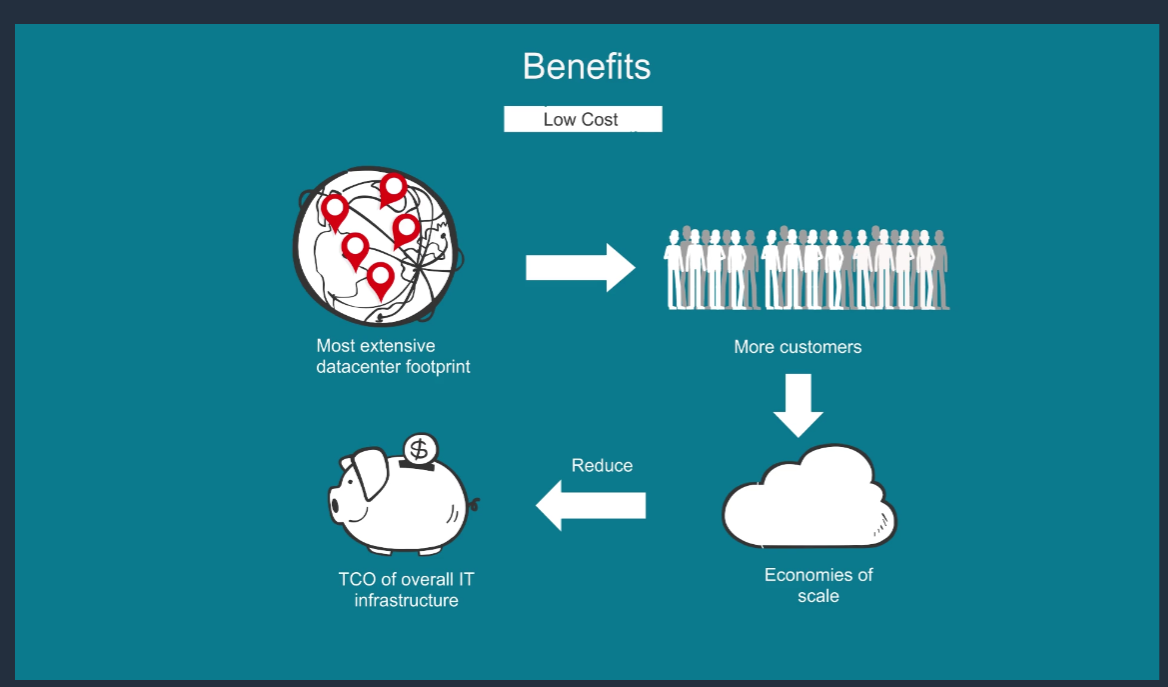 Benefits
Low Cost
Most extensive
datacenter footprint
More customers
$
Reduce
TCO of overall IT
infrastructure
Economies of
scale